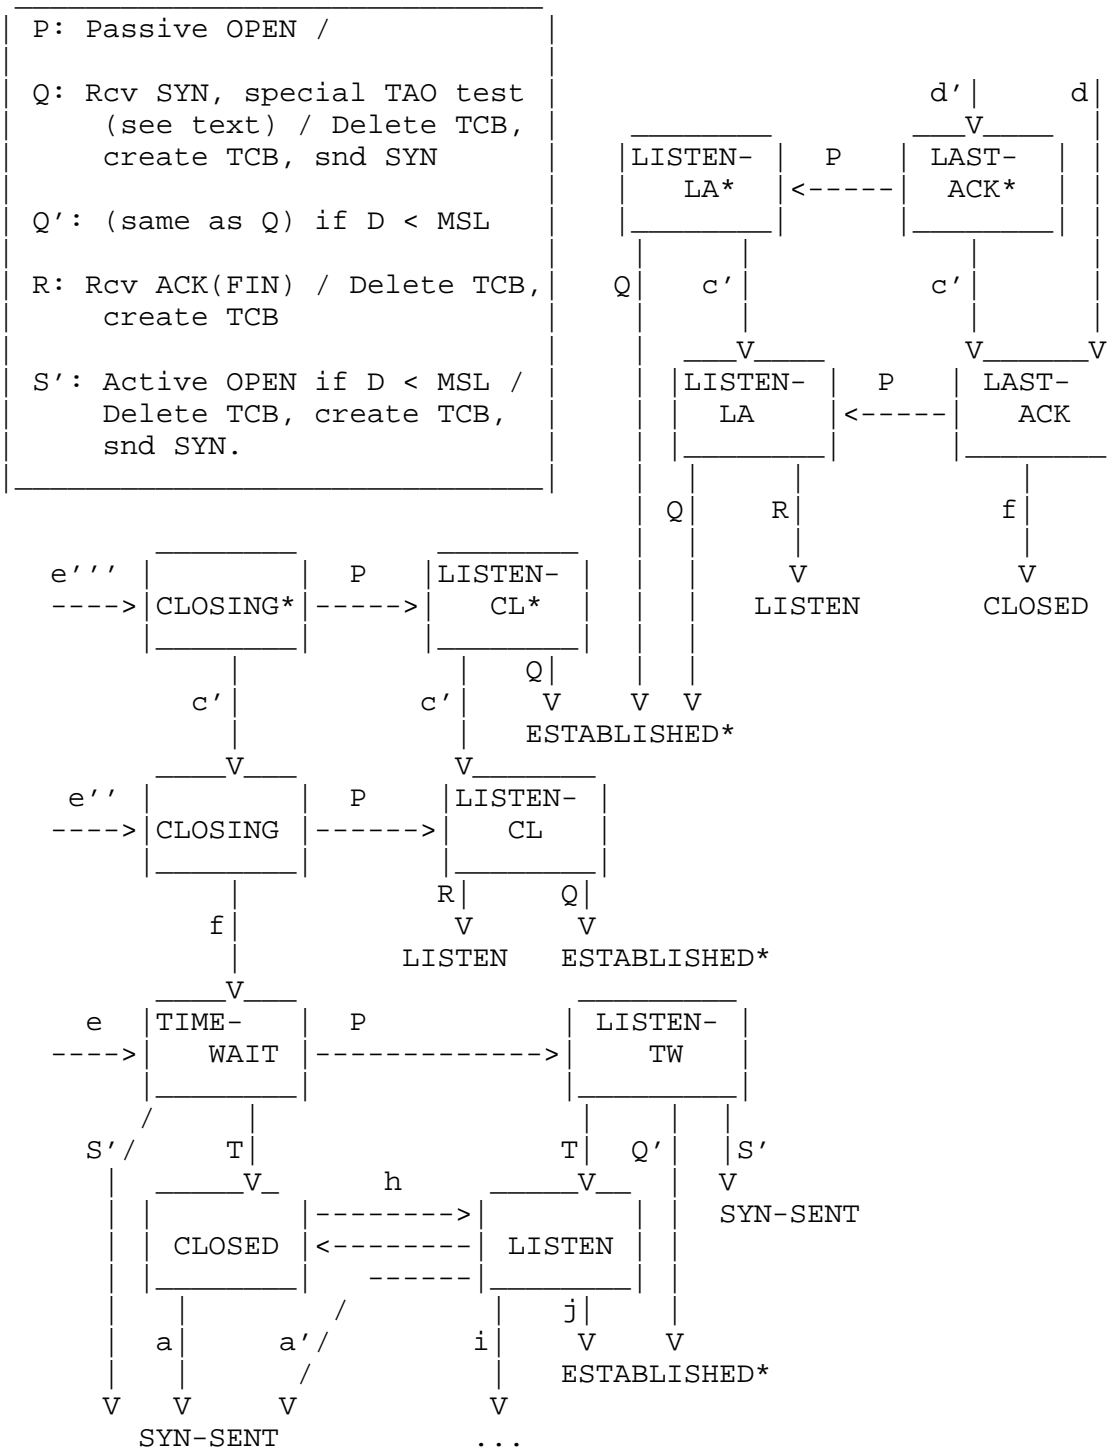 P: Passive OPEN /
Q: Rcv SYN, special TAO test
(see text) / Delete TCB,
create TCB, snd SYN
Q′: (same as Q) if D < MSL
R: Rcv ACK(FIN) / Delete TCB,
create TCB
S′: Active OPEN if D < MSL /
Delete TCB, create TCB,
snd SYN.
d′ d
V
LISTEN- P LAST-
LA* <----- ACK*
Q c′ c′
V V V
LISTEN- P LAST-
LA <----- ACK
Q R f
V V
LISTEN CLOSED
e′′′ P LISTEN-
----> CLOSING* -----> CL*
Q
c′ c′ V V V
ESTABLISHED*
V V
e′′ P LISTEN-
----> CLOSING ------> CL
R Q
f V V
LISTEN ESTABLISHED*
V
e TIME- P LISTEN-
----> WAIT -------------> TW
/
S′/ T T Q′ S′
V h V V
--------> SYN-SENT
CLOSED <-------- LISTEN
------
/ j
a a′/ i V V
/ ESTABLISHED*
V V V V
SYN-SENT ...